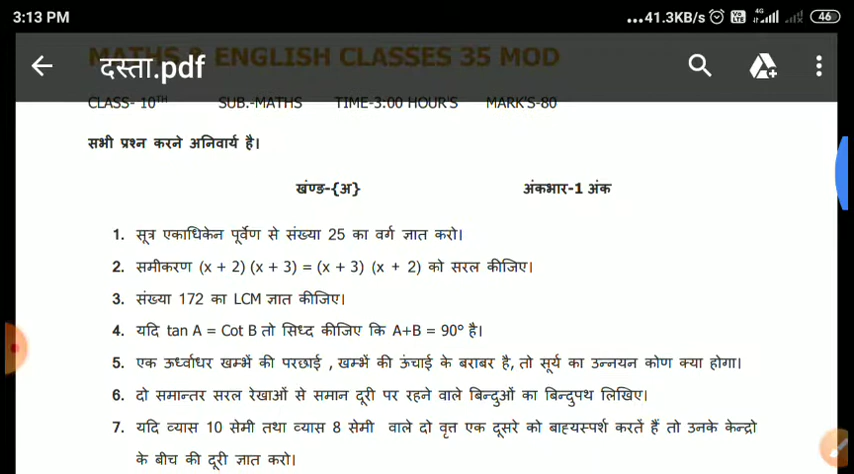 3:13 PM ...41.3KB/s Vo LTE 4G 46
MATHS & ENGLISH CLASSES 35 MOD
दस्ता.pdf
CLASS- 10TH SUB.-MATHS TIME-3:00 HOUR'S MARK'S-80
सभी प्रश्न करने अनिवार्य है।
खंण्ड-{अ} अंकभार-1 अंक
1. सूत्र एकाधिकेन पूर्वेण से संख्या 25 का वर्ग ज्ञात करो।
2. समीकरण (x + 2) (x + 3) = (x + 3) (x + 2) को सरल कीजिए।
3. संख्या 172 का LCM ज्ञात कीजिए।
4. यदि tan A = Cot B तो सिध्द कीजिए कि A+B = 90° है।
5. एक ऊर्ध्वाधर खम्भें की परछाई , खम्भें की ऊंचाई के बराबर है, तो सूर्य का उन्नयन कोण क्या होगा।
6. दो समान्तर सरल रेखाओं से समान दूरी पर रहने वाले बिन्दुओं का बिन्दुपथ लिखिए।
7. यदि व्यास 10 सेमी तथा व्यास 8 सेमी वाले दो वृत्त एक दूसरे को बाह्यस्पर्श करतें हैं तो उनके केन्द्रो
के बीच की दूरी ज्ञात करो।